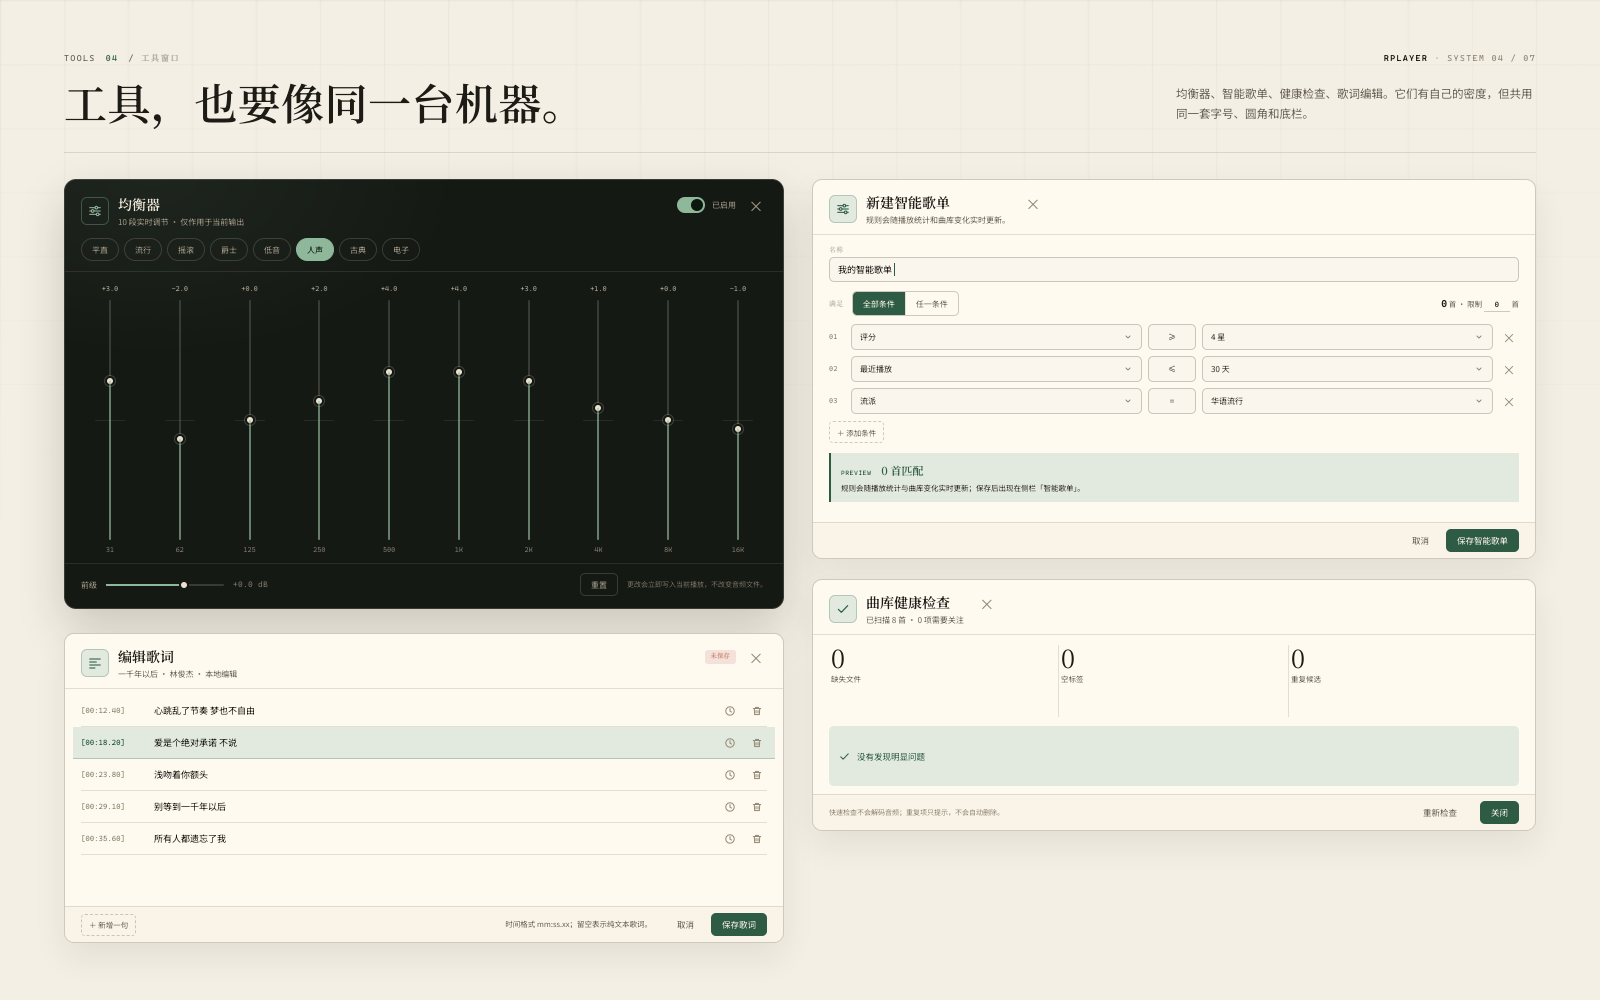 TOOLS 04 / 工具窗口
RPLAYER · SYSTEM 04 / 07
工具，也要像同一台机器。
均衡器、智能歌单、健康检查、歌词编辑。它们有自己的密度，但共用
同一套字号、圆角和底栏。
均衡器
10 段实时调节 · 仅作用于当前输出
已启用
平直 流行 摇滚 爵士 低音 人声 古典 电子
+3.0 −2.0 +0.0 +2.0 +4.0 +4.0 +3.0 +1.0 +0.0 −1.0
31 62 125 250 500 1K 2K 4K 8K 16K
前级 +0.0 dB 重置 更改会立即写入当前播放，不改变音频文件。
编辑歌词
一千年以后 · 林俊杰 · 本地编辑
未保存
[00:12.40] 心跳乱了节奏 梦也不自由
[00:18.20] 爱是个绝对承诺 不说
[00:23.80] 浅吻着你额头
[00:29.10] 别等到一千年以后
[00:35.60] 所有人都遗忘了我
+ 新增一句 时间格式 mm:ss.xx；留空表示纯文本歌词。 取消 保存歌词
新建智能歌单
规则会随播放统计和曲库变化实时更新。
名称
我的智能歌单
满足 全部条件 任一条件 0 首 · 限制 0 首
01 评分 ≥ 4 星
02 最近播放 ≤ 30 天
03 流派 = 华语流行
+ 添加条件
PREVIEW 0 首匹配
规则会随播放统计与曲库变化实时更新；保存后出现在侧栏「智能歌单」。
取消 保存智能歌单
曲库健康检查
已扫描 8 首 · 0 项需要关注
0 0 0
缺失文件 空标签 重复候选
没有发现明显问题
快速检查不会解码音频；重复项只提示，不会自动删除。 重新检查 关闭